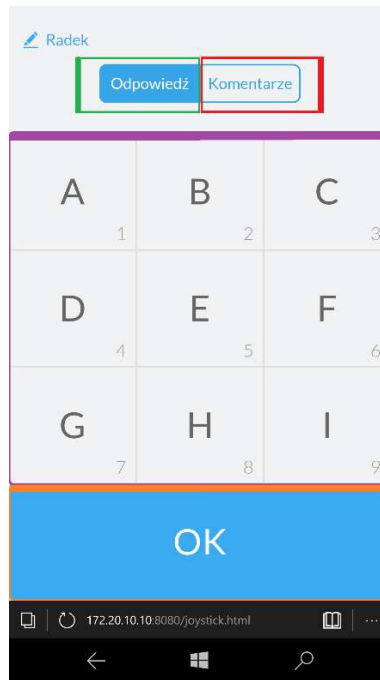 Radek
Odpowiedź Komentarze
A B C
1 2 3
D E F
4 5 6
G H I
7 8 9
OK
172.20.10.10:8080/joystick.html